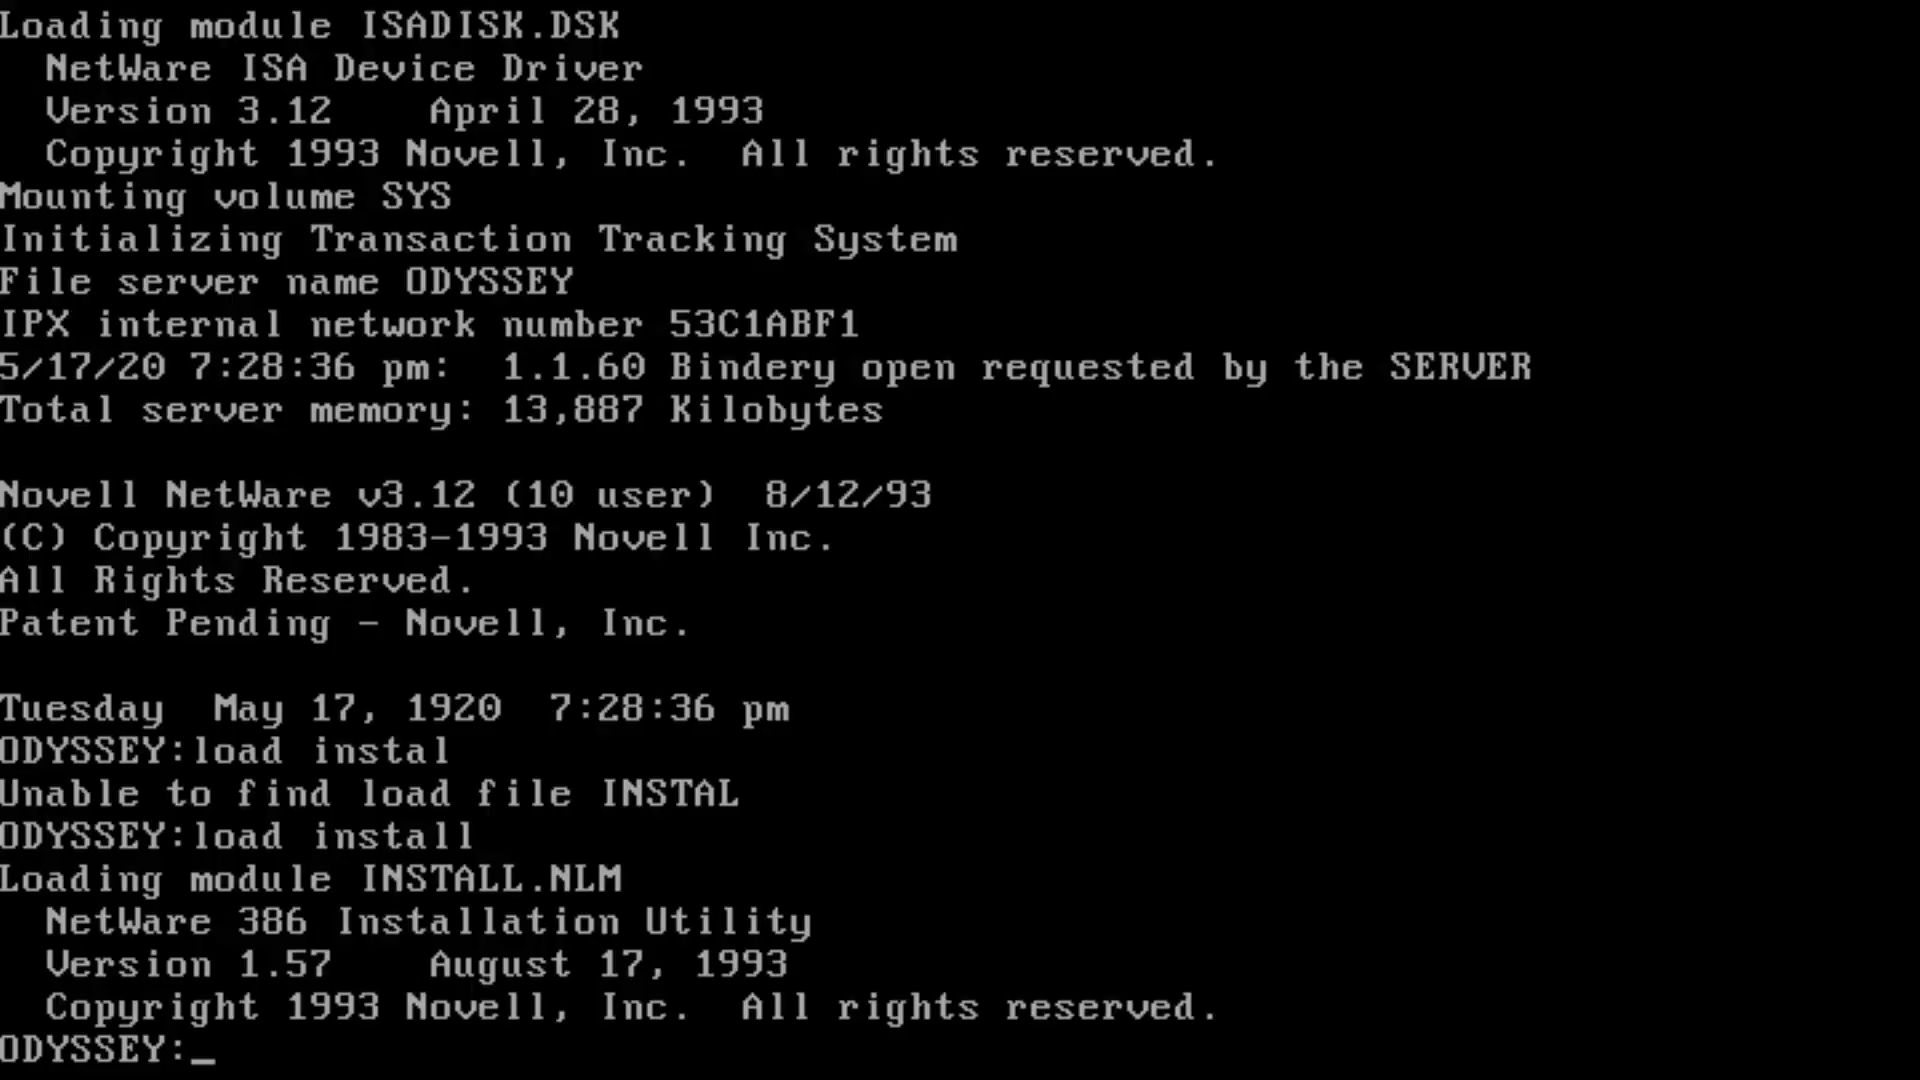 Loading module ISADISK.DSK
  NetWare ISA Device Driver
  Version 3.12    April 28, 1993
  Copyright 1993 Novell, Inc.  All rights reserved.
Mounting volume SYS
Initializing Transaction Tracking System
File server name ODYSSEY
IPX internal network number 53C1ABF1
5/17/20 7:28:36 pm:  1.1.60 Bindery open requested by the SERVER
Total server memory: 13,887 Kilobytes

Novell NetWare v3.12 (10 user)  8/12/93
(C) Copyright 1983-1993 Novell Inc.
All Rights Reserved.
Patent Pending - Novell, Inc.

Tuesday  May 17, 1920  7:28:36 pm
ODYSSEY:load instal
Unable to find load file INSTAL
ODYSSEY:load install
Loading module INSTALL.NLM
  NetWare 386 Installation Utility
  Version 1.57    August 17, 1993
  Copyright 1993 Novell, Inc.  All rights reserved.
ODYSSEY:_